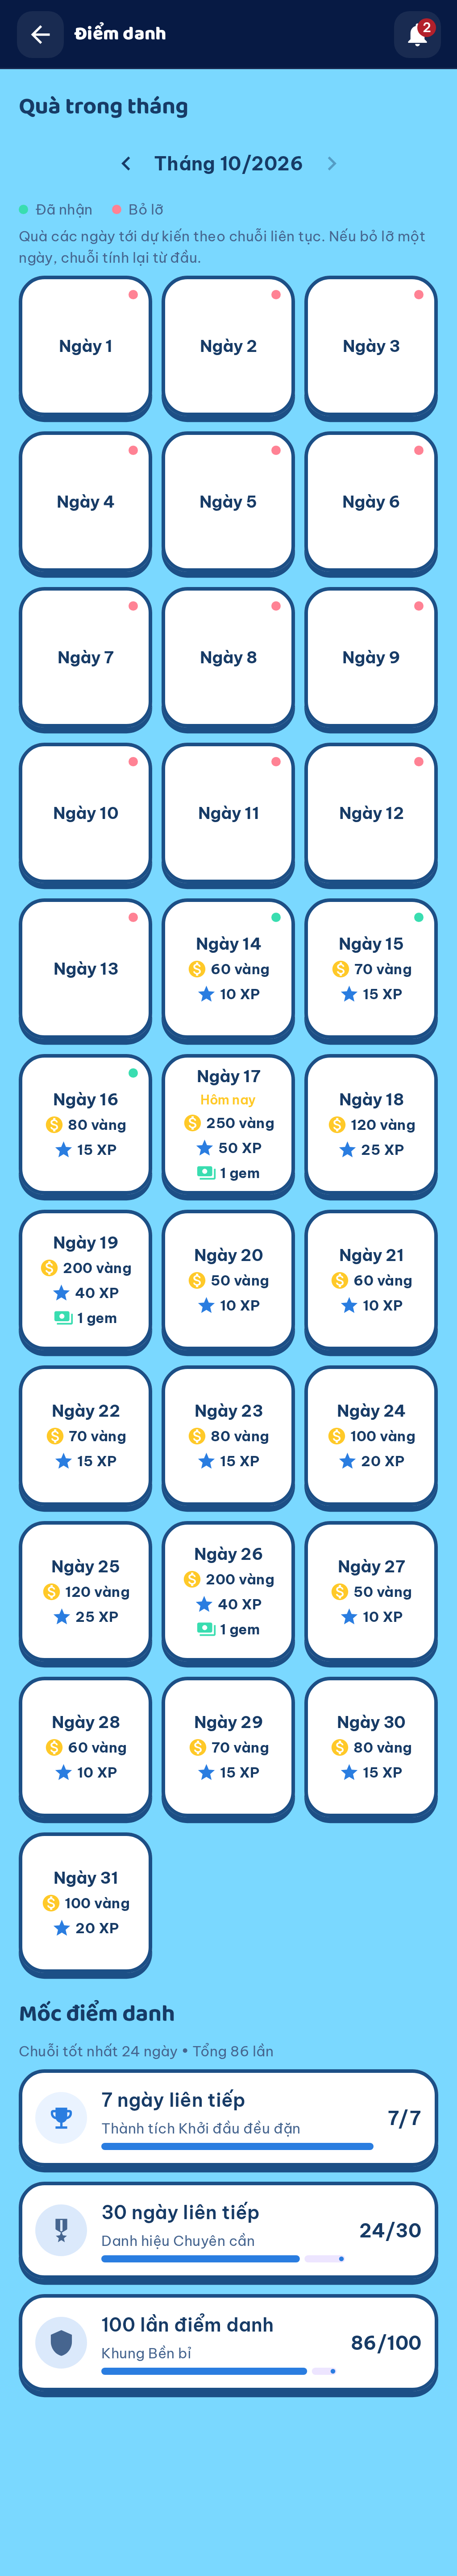 Điểm danh
2
Quà trong tháng
Tháng 10/2026
Đã nhận
Bỏ lỡ
Quà các ngày tới dự kiến theo chuỗi liên tục. Nếu bỏ lỡ một
ngày, chuỗi tính lại từ đầu.
Ngày 1
Ngày 2
Ngày 3
Ngày 4
Ngày 5
Ngày 6
Ngày 7
Ngày 8
Ngày 9
Ngày 10
Ngày 11
Ngày 12
Ngày 13
Ngày 14
60 vàng
10 XP
Ngày 15
70 vàng
15 XP
Ngày 16
80 vàng
15 XP
Ngày 17
Hôm nay
250 vàng
50 XP
1 gem
Ngày 18
120 vàng
25 XP
Ngày 19
200 vàng
40 XP
1 gem
Ngày 20
50 vàng
10 XP
Ngày 21
60 vàng
10 XP
Ngày 22
70 vàng
15 XP
Ngày 23
80 vàng
15 XP
Ngày 24
100 vàng
20 XP
Ngày 25
120 vàng
25 XP
Ngày 26
200 vàng
40 XP
1 gem
Ngày 27
50 vàng
10 XP
Ngày 28
60 vàng
10 XP
Ngày 29
70 vàng
15 XP
Ngày 30
80 vàng
15 XP
Ngày 31
100 vàng
20 XP
Mốc điểm danh
Chuỗi tốt nhất 24 ngày • Tổng 86 lần
7 ngày liên tiếp
Thành tích Khởi đầu đều đặn
7/7
30 ngày liên tiếp
Danh hiệu Chuyên cần
24/30
100 lần điểm danh
Khung Bền bỉ
86/100